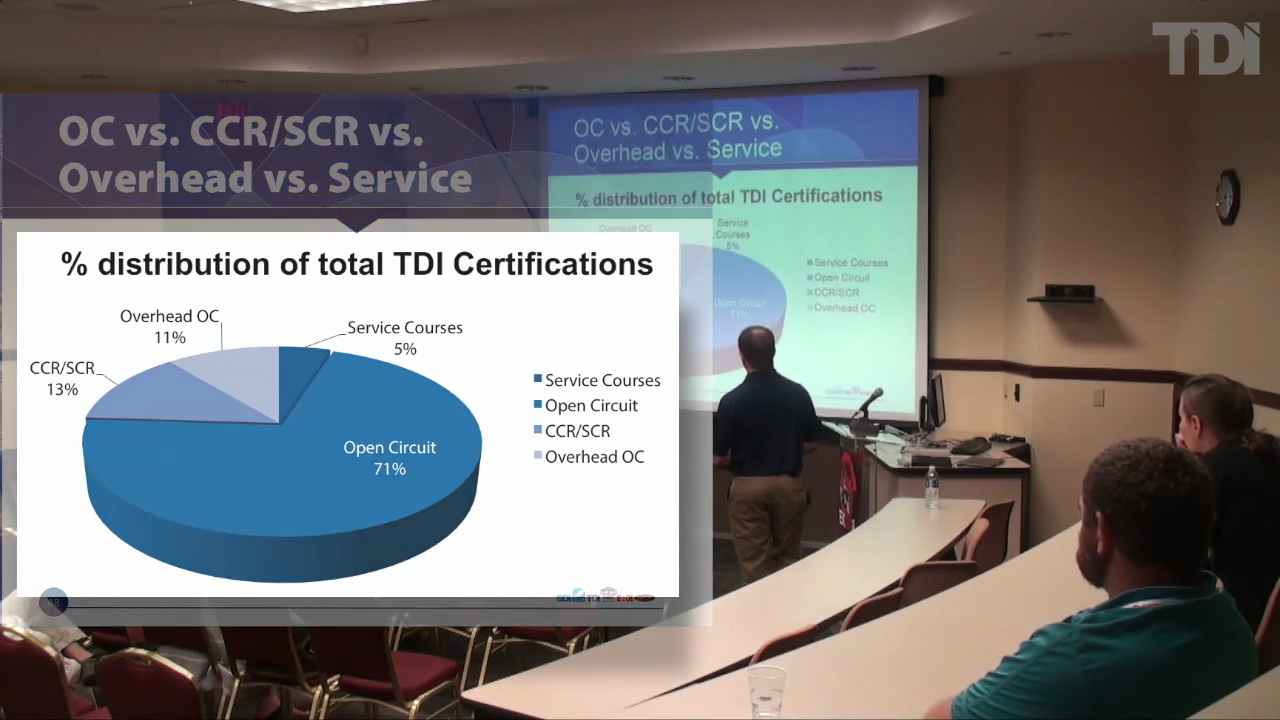 TDI
OC vs. CCR/SCR vs.
Overhead vs. Service
% distribution of total TDI Certifications
Overhead OC
11%
Service Courses
5%
CCR/SCR
13%
Open Circuit
71%
Service Courses
Open Circuit
CCR/SCR
Overhead OC
OC vs. CCR/SCR vs.
Overhead vs. Service
% distribution of total TDI Certifications
Overhead OC
Service
Courses
5%
Open Circuit
71%
Service Courses
Open Circuit
CCR/SCR
Overhead OC